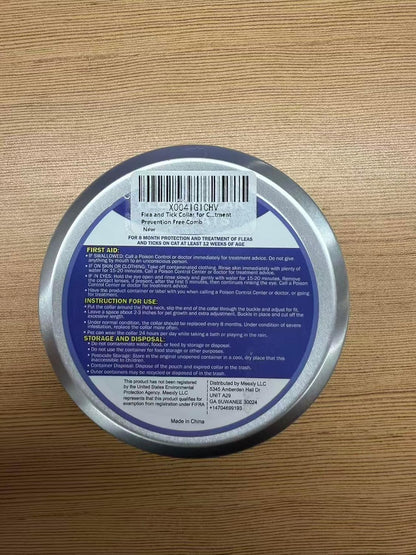 X004IGICHV
Flea and Tick Collar for C...tment
Prevention Free Comb
New
FOR 8 MONTH PROTECTION AND TREATMENT OF FLEAS
AND TICKS ON CAT AT LEAST 12 WEEKS OF AGE
FIRST AID:
• IF SWALLOWED: Call a Poison Control or doctor immediately for treatment advice. Do not give
anything by mouth to an unconscious person.
• IF ON SKIN OR CLOTHING: Take off contaminated clothing. Rinse skin immediately with plenty of
water for 15-20 minutes. Call a Poison Control Center or doctor for treatment advice.
• IF IN EYES: Hold the eye open and rinse slowly and gently with water for 15-20 minutes. Remove
the contact lenses, if present, after the first 5 minutes, then continue rinsing the eye. Call a Poison
Control Center or doctor for treatment advice.
• Have the product container or label with you when calling a Poison Control Center or doctor, or going
for treatment.
INSTRUCTION FOR USE:
• Put the collar around the Pet's neck, slip the end of the collar through the buckle and adjust for fit,
• Leave a space about 2-3 inches for pet growth and extra adjustment. Buckle in place and cut off the
excessive length.
• Under normal condition, the collar should be replaced every 8 months. Under condition of severe
infestation, replace the collar more often.
• Pet can wear the collar 24 hours per day while taking a bath or playing in the rain.
STORAGE AND DISPOSAL:
• Do not contaminate water, food, or feed by storage or disposal.
• Do not use the container for food storage or other purposes.
• Pesticide Storage: Store in the original unopened container in a cool, dry place that this
inaccessible to children.
• Container Disposal: Dispose of the pouch and expired collar in the trash.
• Outer containers may be recycled or disposed of in the trash.
This product has not been registered
by the United States Environmental
Protection Agency. Meexly LLC
represents that this product qualifies for
exemption from registration under FIFRA
Distributed by Meexly LLC
5345 Amberden Hall Dr
UNIT A29
GA SUWANEE 30024
+14704699193
Made in China